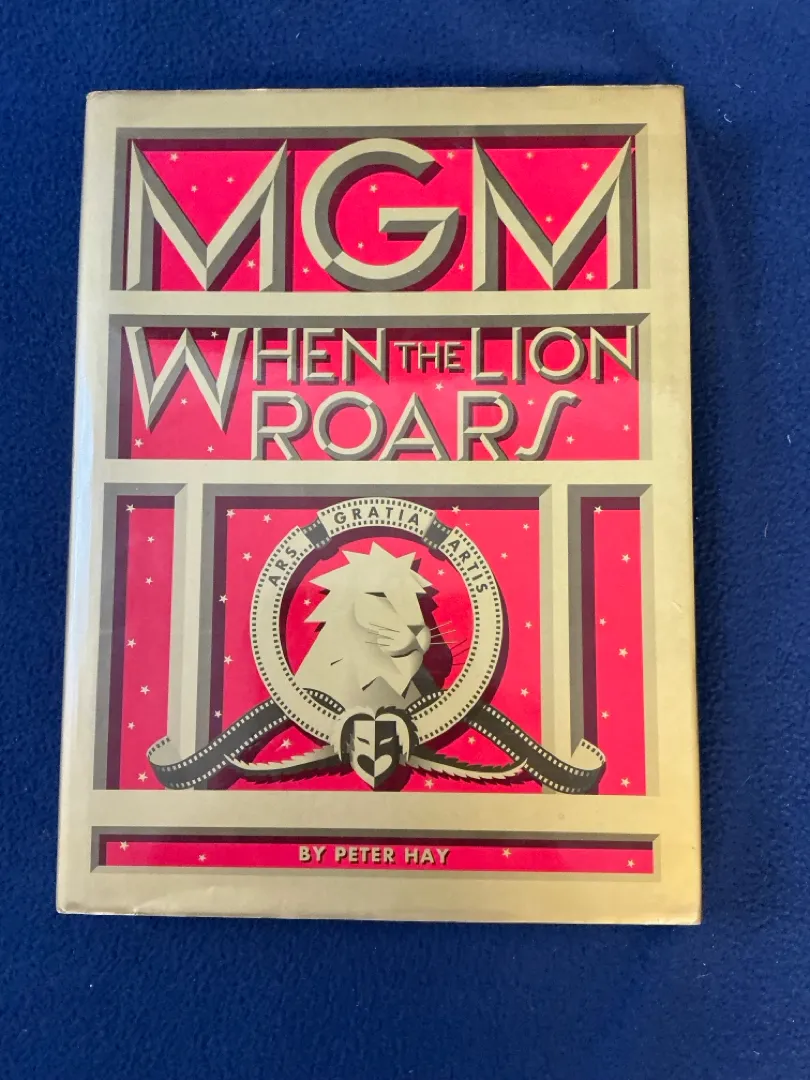 MGM
WHEN THE LION
ROARS
ARS GRATIA ARTIS
BY PETER HAY